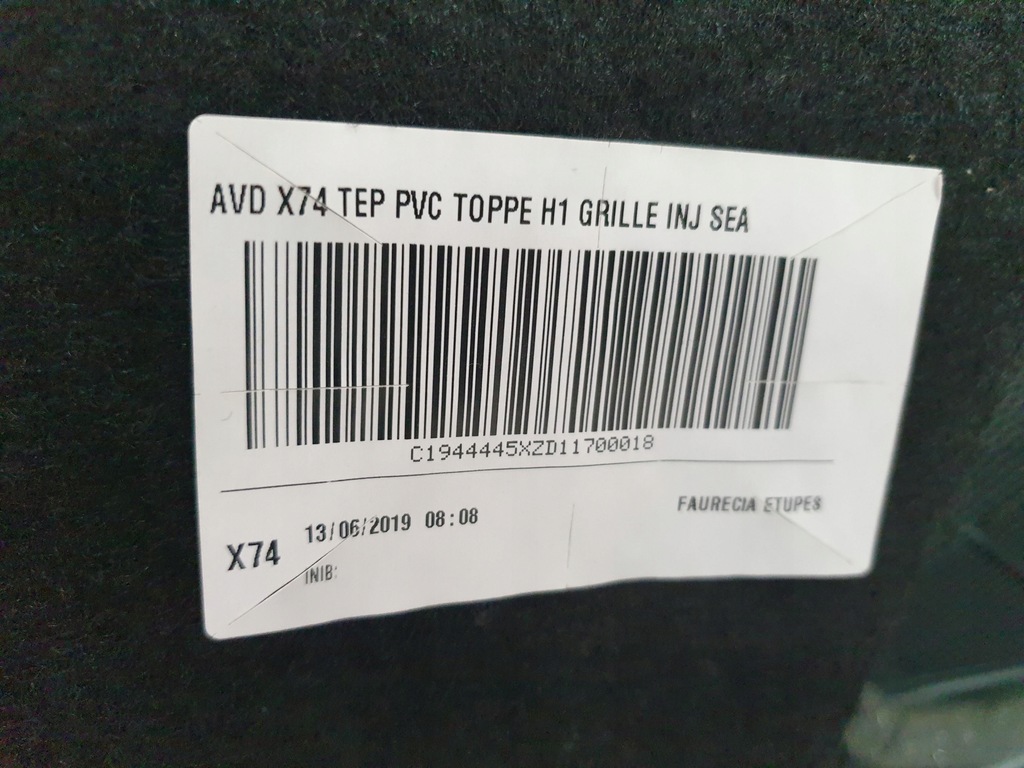 AVD X74 TEP PVC TOPPE H1 GRILLE INJ SEA
C1944445XZD11700018
X74 13/06/2019 08:08 FAURECIA ETUPES
INIB: